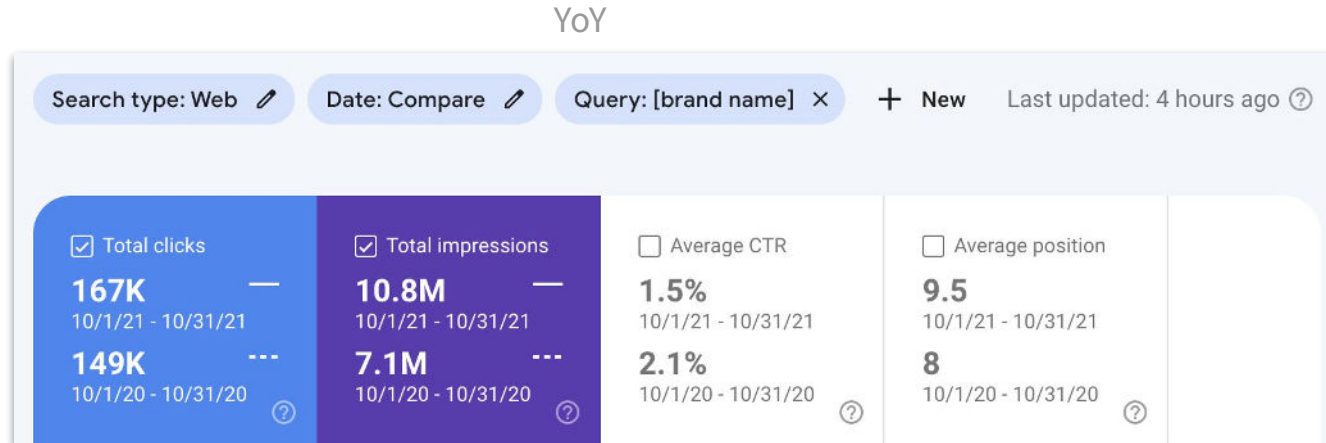 YoY
Search type: Web Date: Compare Query: [brand name] × + New Last updated: 4 hours ago ?
Total clicks Total impressions Average CTR Average position
167K 10.8M 1.5% 9.5
10/1/21 - 10/31/21 10/1/21 - 10/31/21 10/1/21 - 10/31/21 10/1/21 - 10/31/21
149K 7.1M 2.1% 8
10/1/20 - 10/31/20 10/1/20 - 10/31/20 10/1/20 - 10/31/20 10/1/20 - 10/31/20